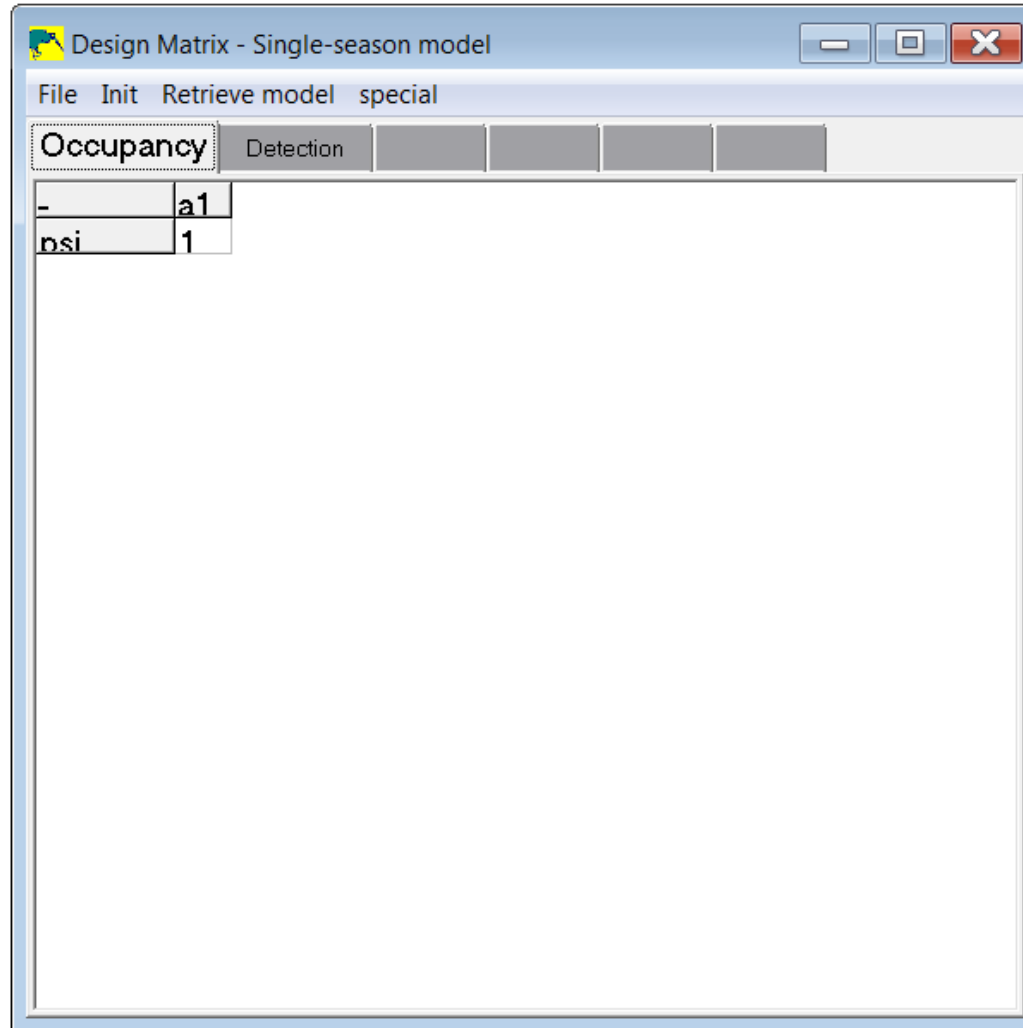 Design Matrix - Single-season model
File Init Retrieve model special
Occupancy Detection
- a1
psi 1